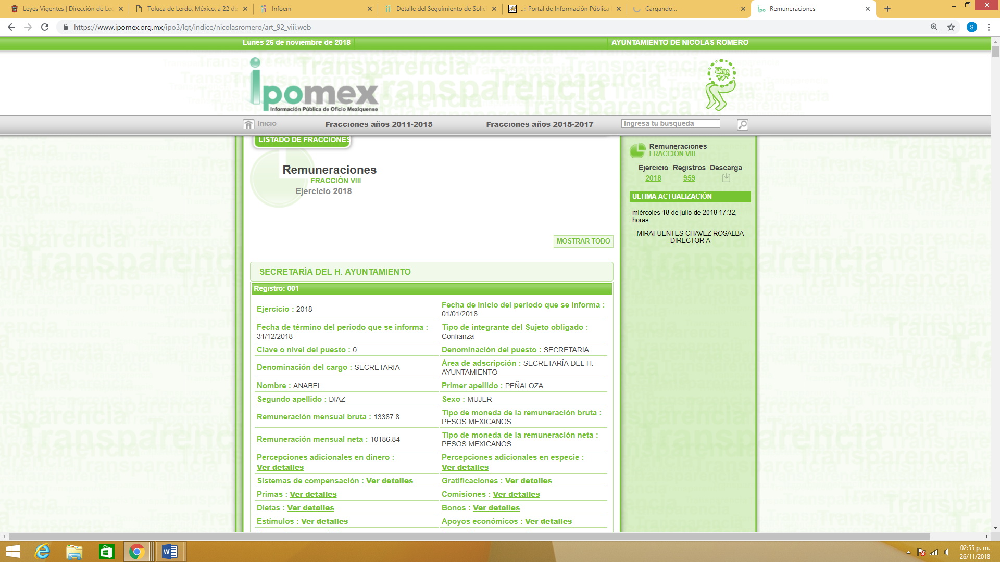 Leyes Vigentes | Dirección de Leg
Toluca de Lerdo, México, a 22 de
Infoem
Detalle del Seguimiento de Solic
..:: Portal de Información Pública
Cargando...
Remuneraciones
https://www.ipomex.org.mx/ipo3/lgt/indice/nicolasromero/art_92_viii.web
S
Lunes 26 de noviembre de 2018
AYUNTAMIENTO DE NICOLAS ROMERO
ipomex
Información Pública de Oficio Mexiquense
Transparencia
Inicio
Fracciones años 2011-2015
Fracciones años 2015-2017
Ingresa tu busqueda
LISTADO DE FRACCIONES
Remuneraciones
FRACCIÓN VIII
Ejercicio 2018
MOSTRAR TODO
Remuneraciones
FRACCIÓN VIII
Ejercicio Registros Descarga
2018 959
ULTIMA ACTUALIZACIÓN
miércoles 18 de julio de 2018 17:32,
horas
MIRAFUENTES CHAVEZ ROSALBA
DIRECTOR A
SECRETARÍA DEL H. AYUNTAMIENTO
Registro: 001
Ejercicio : 2018
Fecha de inicio del periodo que se informa :
01/01/2018
Fecha de término del periodo que se informa :
31/12/2018
Tipo de integrante del Sujeto obligado :
Confianza
Clave o nivel del puesto : 0
Denominación del puesto : SECRETARIA
Denominación del cargo : SECRETARIA
Área de adscripción : SECRETARÍA DEL H.
AYUNTAMIENTO
Nombre : ANABEL
Primer apellido : PEÑALOZA
Segundo apellido : DIAZ
Sexo : MUJER
Remuneración mensual bruta : 13387.8
Tipo de moneda de la remuneración bruta :
PESOS MEXICANOS
Remuneración mensual neta : 10186.84
Tipo de moneda de la remuneración neta :
PESOS MEXICANOS
Percepciones adicionales en dinero :
Ver detalles
Percepciones adicionales en especie :
Ver detalles
Sistemas de compensación : Ver detalles
Gratificaciones : Ver detalles
Primas : Ver detalles
Comisiones : Ver detalles
Dietas : Ver detalles
Bonos : Ver detalles
Estímulos : Ver detalles
Apoyos económicos : Ver detalles
02:55 p. m.
26/11/2018